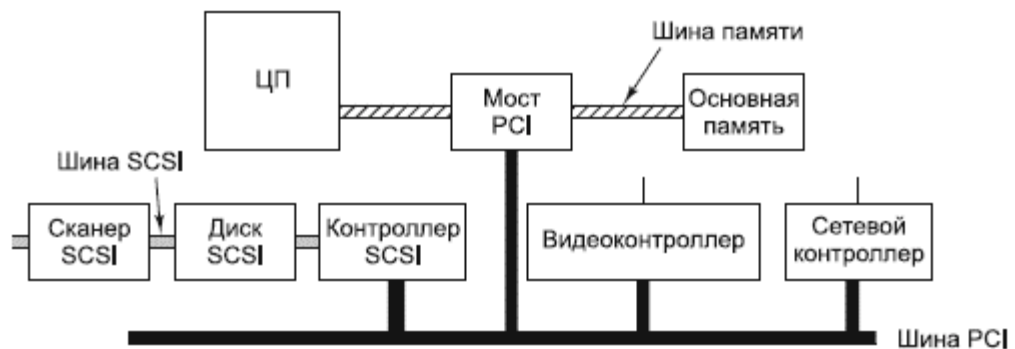 Шина памяти
ЦП
Мост
PCI
Основная
память
Шина SCSI
Сканер
SCSI
Диск
SCSI
Контроллер
SCSI
Видеоконтроллер
Сетевой
контроллер
Шина PCI